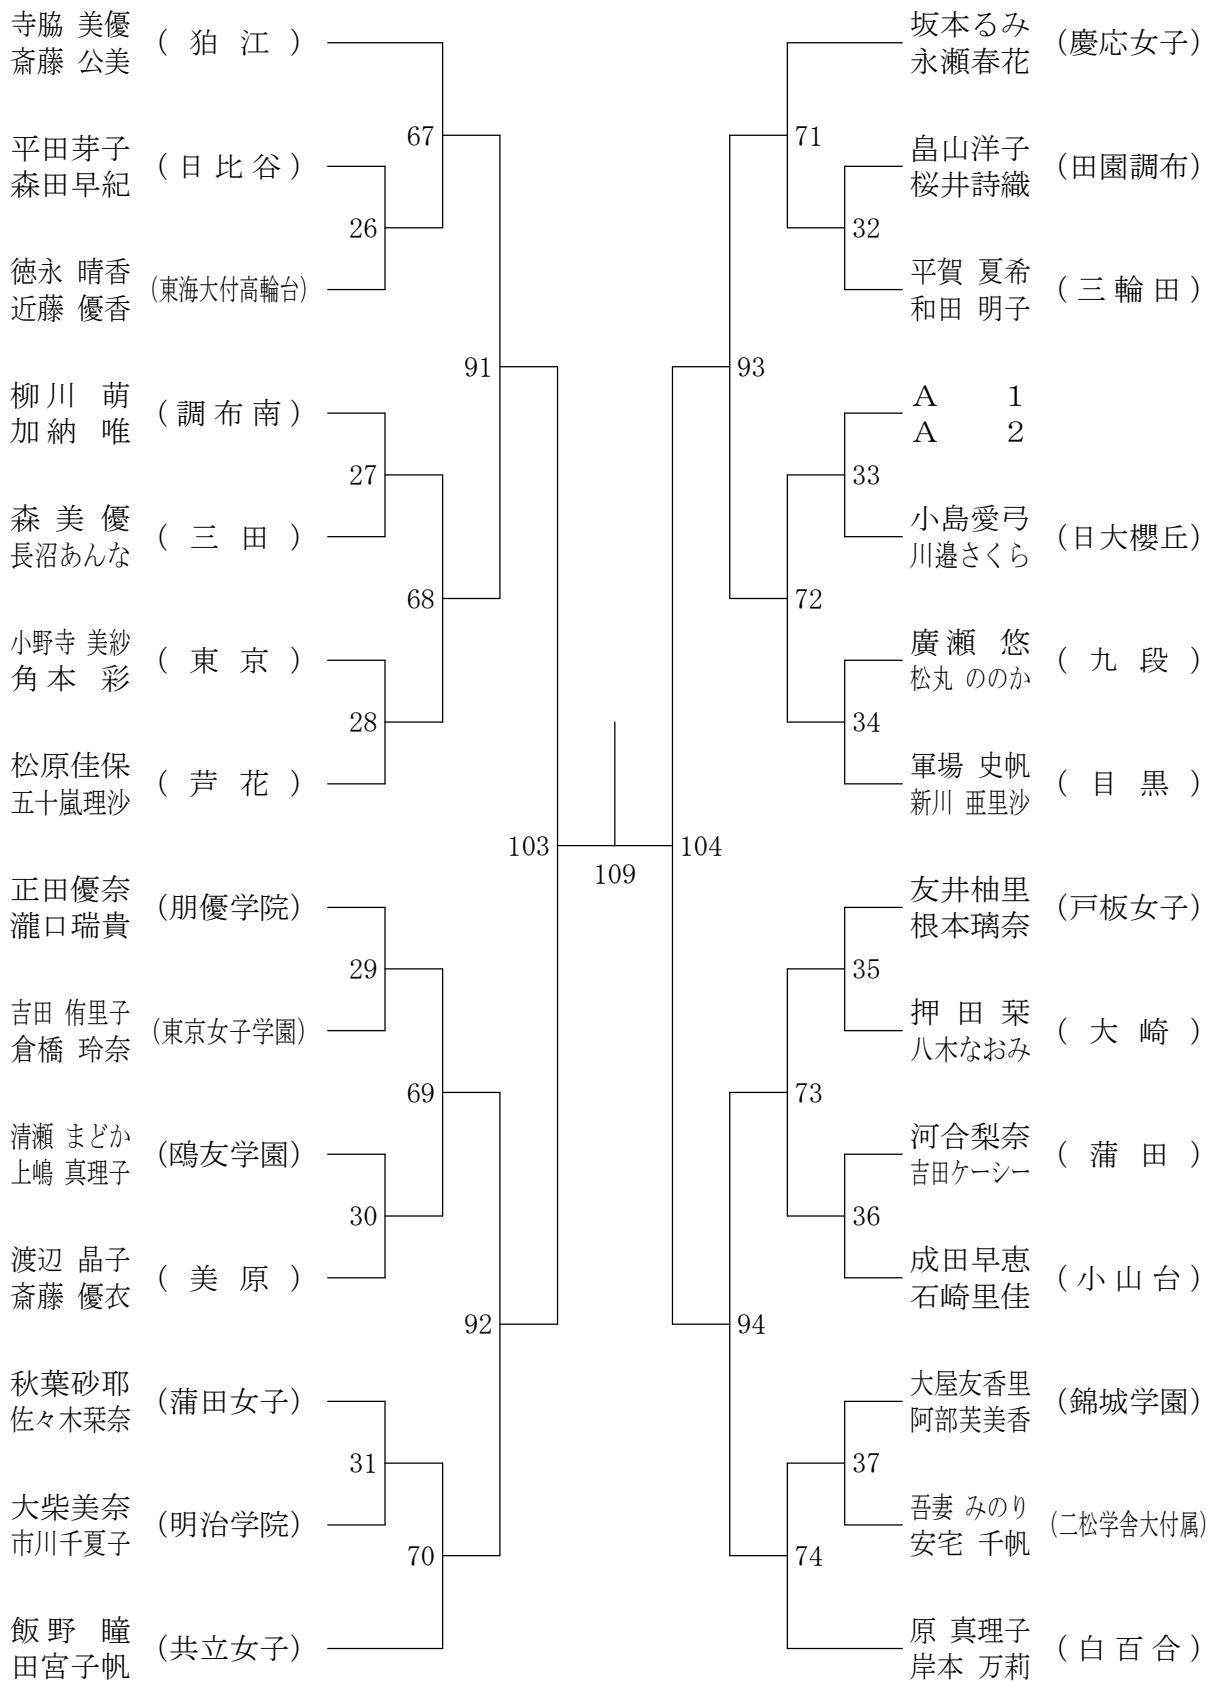 寺脇 美優
斎藤 公美
(狛江)
67
平田芽子
森田早紀
(日比谷)
26
徳永 晴香
近藤 優香
(東海大付高輪台)
91
柳川 萌
加納 唯
(調布南)
27
森 美優
長沼あんな
(三田)
68
小野寺 美紗
角本 彩
(東京)
28
松原佳保
五十嵐理沙
(芦花)
103
正田優奈
瀧口瑞貴
(朋優学院)
29
吉田 侑里子
倉橋 玲奈
(東京女子学園)
69
清瀬 まどか
上嶋 真理子
(鴎友学園)
30
渡辺 晶子
斎藤 優衣
(美原)
92
秋葉砂耶
佐々木栞奈
(蒲田女子)
31
大柴美奈
市川千夏子
(明治学院)
70
飯野 瞳
田宮子帆
(共立女子)
109
坂本るみ
永瀬春花
(慶応女子)
71
畠山洋子
桜井詩織
(田園調布)
32
平賀 夏希
和田 明子
(三輪田)
93
A 1
A 2
33
小島愛弓
川邉さくら
(日大櫻丘)
72
廣瀬 悠
松丸 ののか
(九段)
34
軍場 史帆
新川 亜里沙
(目黒)
104
友井柚里
根本璃奈
(戸板女子)
35
押田栞
八木なおみ
(大崎)
73
河合梨奈
吉田ケーシー
(蒲田)
36
成田早恵
石崎里佳
(小山台)
94
大屋友香里
阿部芙美香
(錦城学園)
37
吾妻 みのり
安宅 千帆
(二松学舎大付属)
74
原 真理子
岸本 万莉
(白百合)